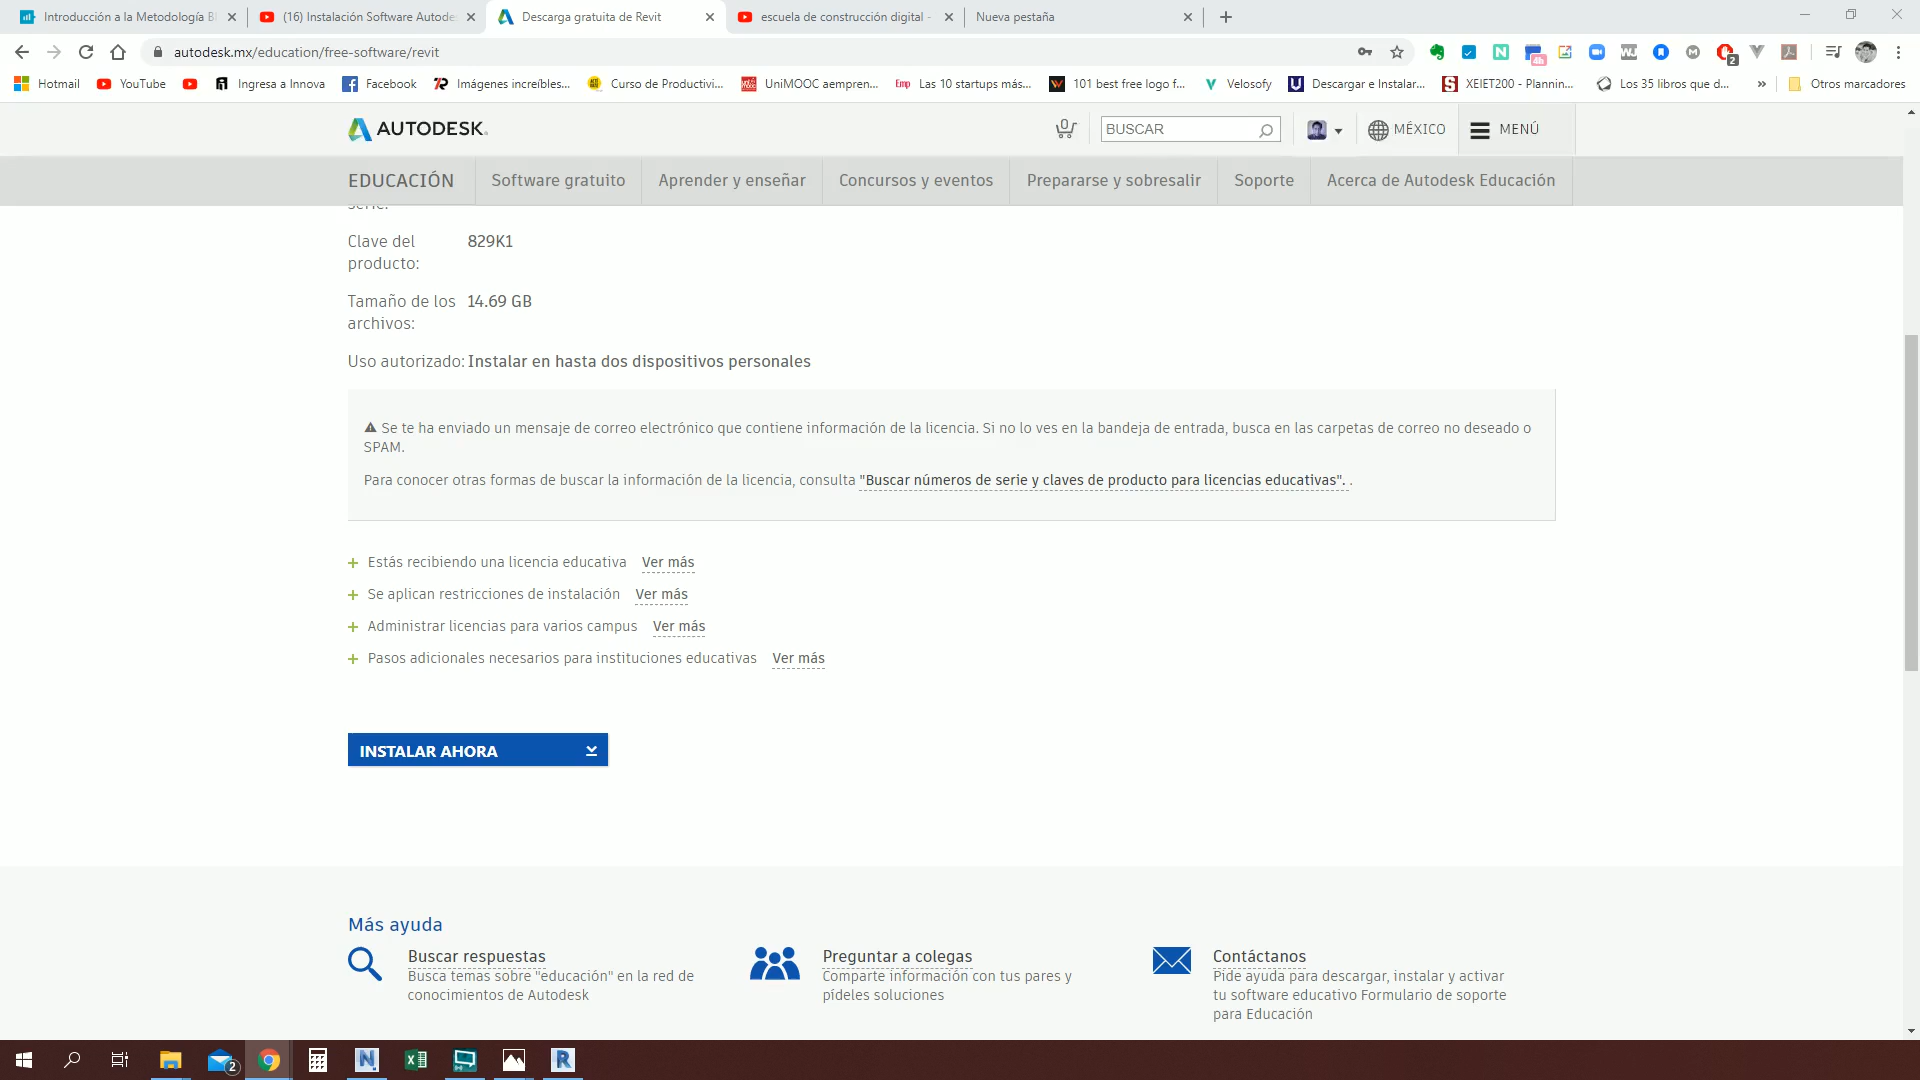 Introducción a la Metodología B
(16) Instalación Software Autode
Descarga gratuita de Revit
escuela de construcción digital -
Nueva pestaña
autodesk.mx/education/free-software/revit
4h
2
Hotmail
YouTube
Ingresa a Innova
Facebook
Imágenes increíbles...
Curso de Productivi...
UniMOOC aempren...
Emp
Las 10 startups más...
101 best free logo f...
Velosofy
Descargar e Instalar...
XEIET200 - Plannin...
Los 35 libros que d...
»
Otros marcadores
AUTODESK.
0
BUSCAR
MÉXICO
MENÚ
EDUCACIÓN
Software gratuito
Aprender y enseñar
Concursos y eventos
Prepararse y sobresalir
Soporte
Acerca de Autodesk Educación
serie:
Clave del
producto:
829K1
Tamaño de los
archivos:
14.69 GB
Uso autorizado: Instalar en hasta dos dispositivos personales
Se te ha enviado un mensaje de correo electrónico que contiene información de la licencia. Si no lo ves en la bandeja de entrada, busca en las carpetas de correo no deseado o
SPAM.
Para conocer otras formas de buscar la información de la licencia, consulta "Buscar números de serie y claves de producto para licencias educativas". .
+ Estás recibiendo una licencia educativa Ver más
+ Se aplican restricciones de instalación Ver más
+ Administrar licencias para varios campus Ver más
+ Pasos adicionales necesarios para instituciones educativas Ver más
INSTALAR AHORA
Más ayuda
Buscar respuestas
Busca temas sobre "educación" en la red de
conocimientos de Autodesk
Preguntar a colegas
Comparte información con tus pares y
pídeles soluciones
Contáctanos
Pide ayuda para descargar, instalar y activar
tu software educativo Formulario de soporte
para Educación
2